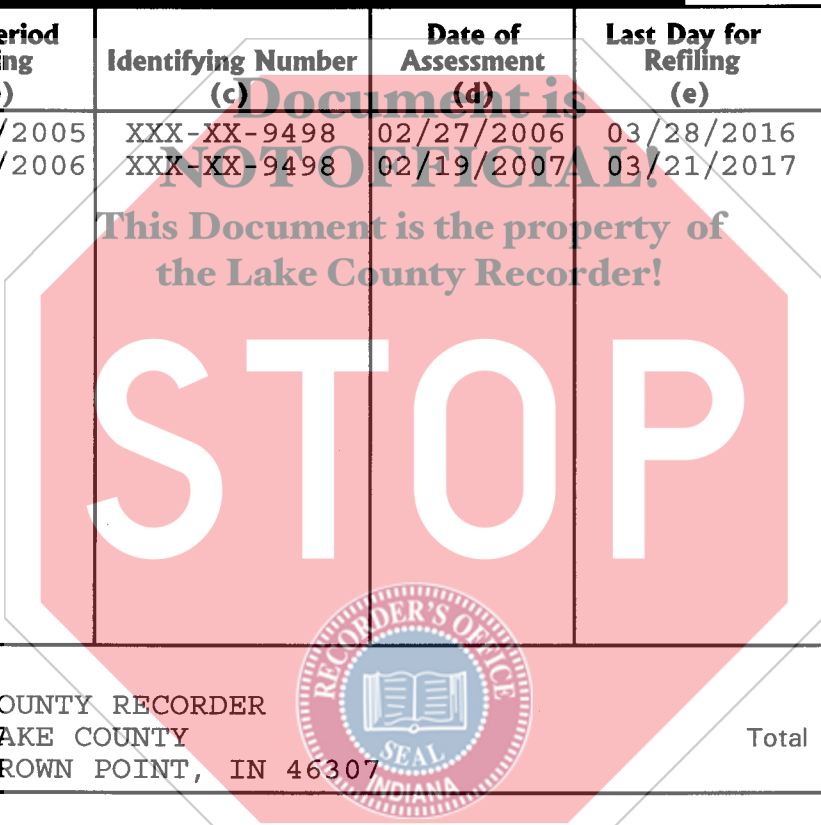 eriod
ing
)
Identifying Number
(c)
Date of
Assessment
(d)
Last Day for
Refiling
(e)
Document is
NOT OFFICIAL!
This Document is the property of
the Lake County Recorder!
/2005 XXX-XX-9498 02/27/2006 03/28/2016
/2006 XXX-XX-9498 02/19/2007 03/21/2017
STOP
RECORDER'S OFFICE
SEAL
INDIANA
OUNTY RECORDER
AKE COUNTY
ROWN POINT, IN 46307
Total